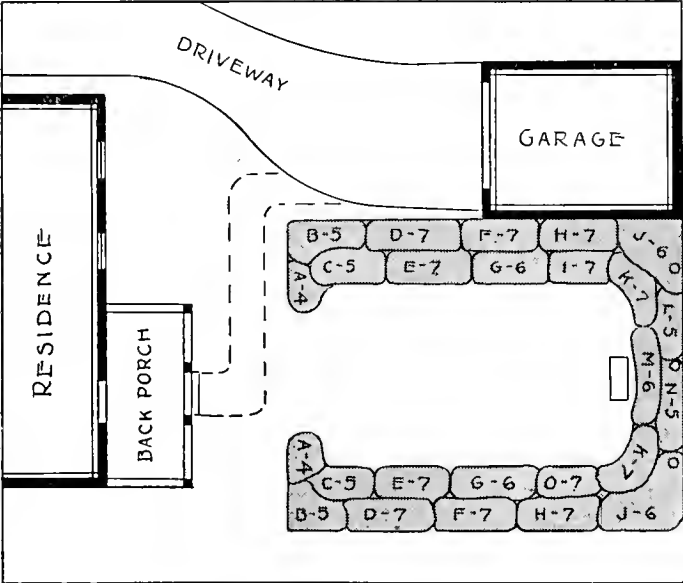 DRIVEWAY
GARAGE
RESIDENCE
BACK PORCH
B-5 D-7 F-7 H-7 J-6
C-5 E-7 G-6 I-7 K-7
A-4
O
L-5
M-6
O
N-5
O
A-4
K-7
C-5 E-7 G-6 O-7
B-5 D-7 F-7 H-7 J-6